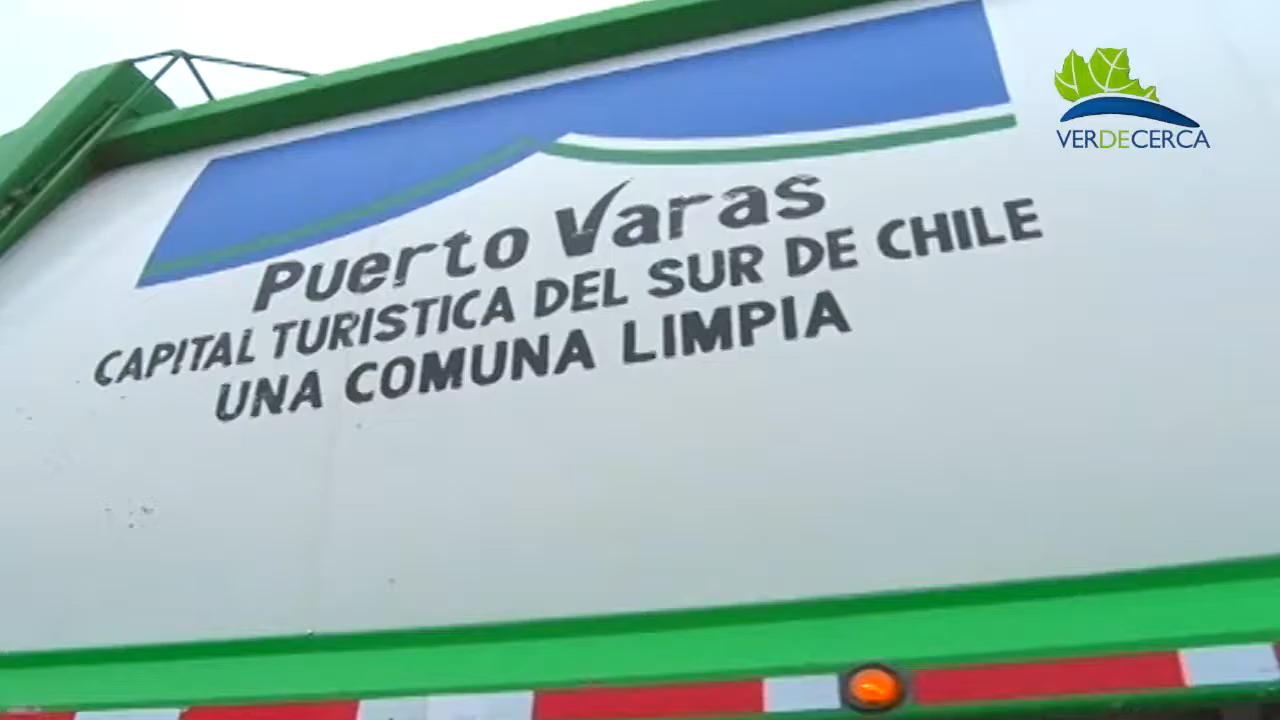 VERDECERCA
Puerto Varas
CAPITAL TURISTICA DEL SUR DE CHILE
UNA COMUNA LIMPIA